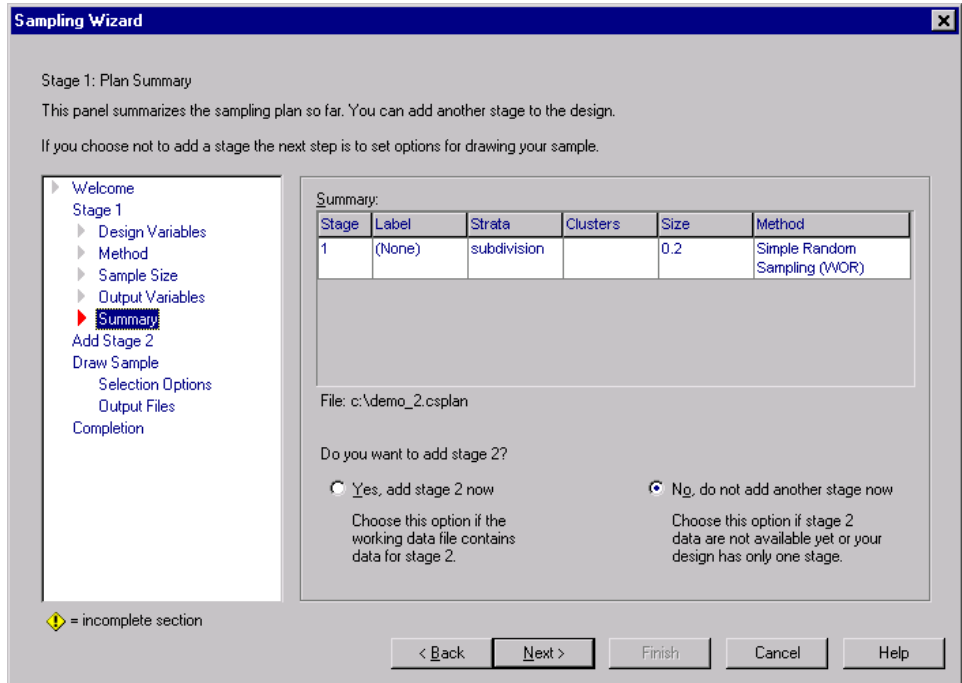 Sampling Wizard
Stage 1: Plan Summary
This panel summarizes the sampling plan so far. You can add another stage to the design.
If you choose not to add a stage the next step is to set options for drawing your sample.
Welcome
Stage 1
Design Variables
Method
Sample Size
Output Variables
Summary
Add Stage 2
Draw Sample
Selection Options
Output Files
Completion
= incomplete section
Summary:
Stage Label Strata Clusters Size Method
1 (None) subdivision 0.2 Simple Random
Sampling (WOR)
File: c:\demo_2.csplan
Do you want to add stage 2?
Yes, add stage 2 now
Choose this option if the
working data file contains
data for stage 2.
No, do not add another stage now
Choose this option if stage 2
data are not available yet or your
design has only one stage.
< Back Next > Finish Cancel Help